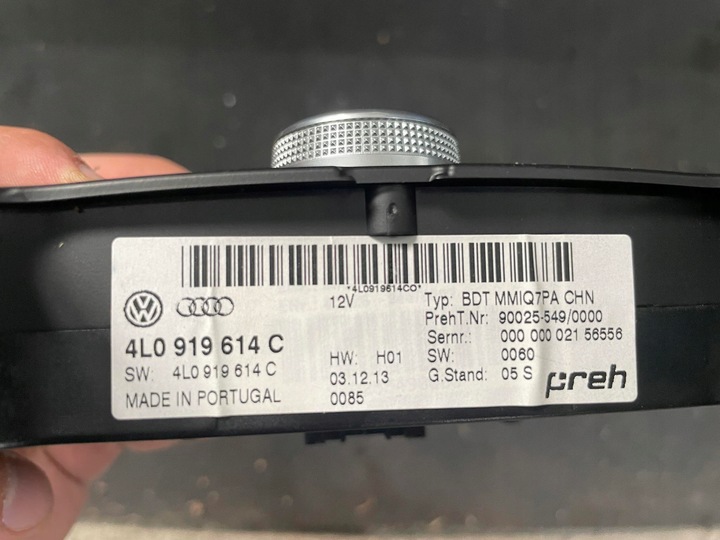 *4L0919614C0*
12V
Typ: BDT MMIQ7PA CHN
PrehT.Nr: 90025-549/0000
4L0 919 614 C
Sernr.: 000 000 021 56556
HW: H01
SW: 0060
SW: 4L0 919 614 C
03.12.13
G.Stand: 05 S
preh
MADE IN PORTUGAL
0085